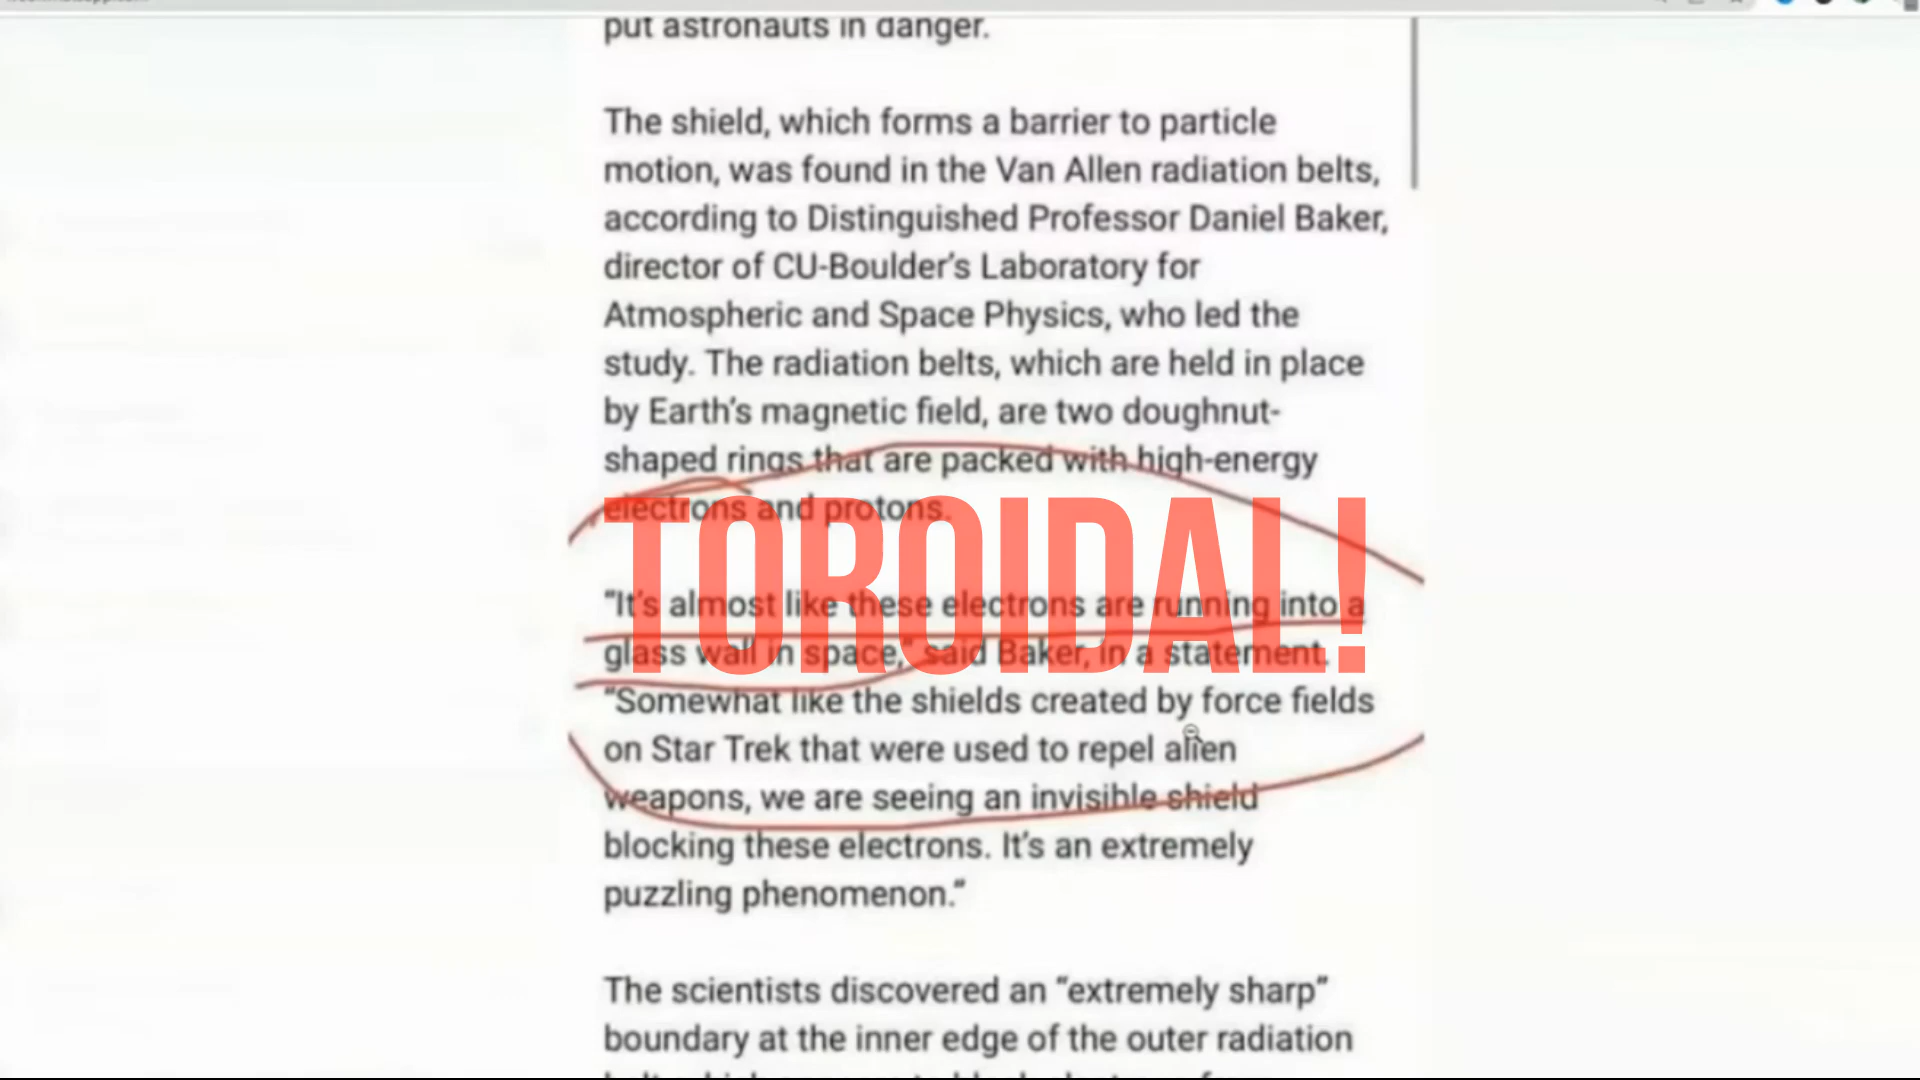 put astronauts in danger.
The shield, which forms a barrier to particle
motion, was found in the Van Allen radiation belts,
according to Distinguished Professor Daniel Baker,
director of CU-Boulder’s Laboratory for
Atmospheric and Space Physics, who led the
study. The radiation belts, which are held in place
by Earth’s magnetic field, are two doughnut-
shaped rings that are packed with high-energy
electrons and protons.
TOROIDAL!
“It’s almost like these electrons are running into a
glass wall in space,” said Baker, in a statement.
“Somewhat like the shields created by force fields
on Star Trek that were used to repel alien
weapons, we are seeing an invisible shield
blocking these electrons. It’s an extremely
puzzling phenomenon.”
The scientists discovered an “extremely sharp”
boundary at the inner edge of the outer radiation